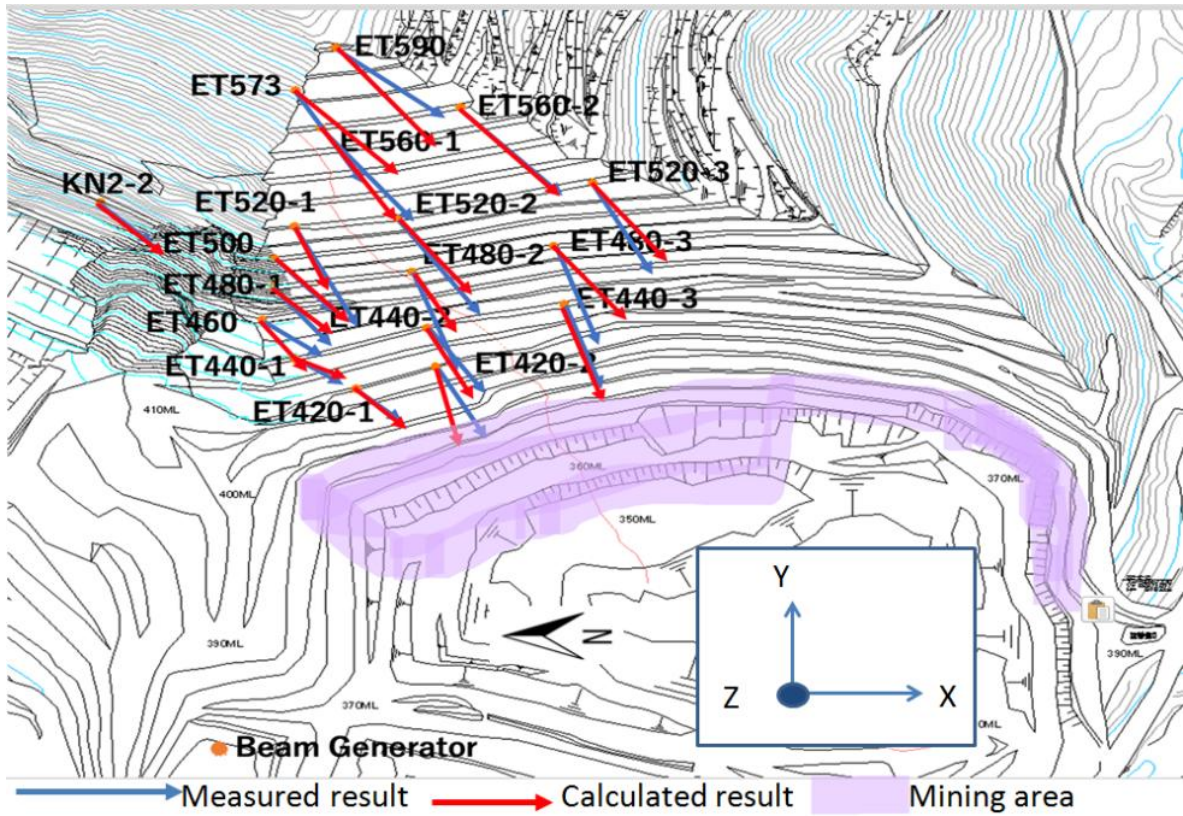 ET590
ET573
ET560-2
ET560-1
KN2-2
ET520-3
ET520-1
ET520-2
ET500
ET480-2
ET480-3
ET480-1
ET440-3
ET460
ET440-2
ET440-1
ET420-2
ET420-1
410ML
360ML
370ML
400ML
350ML
Y
N
390ML
390ML
Z
X
370ML
Beam Generator
Measured result
Calculated result
Mining area